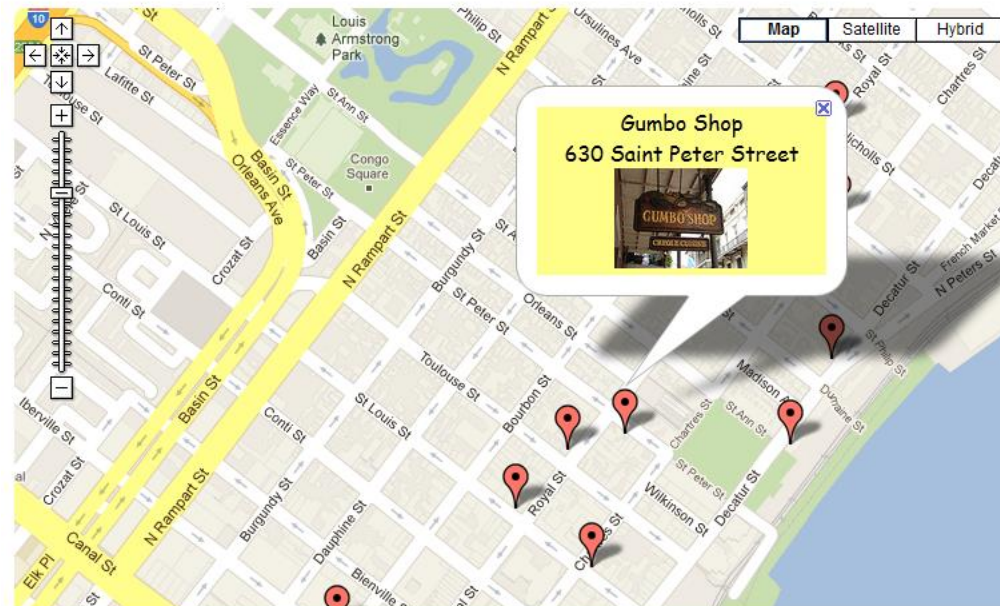 10
Louis
Armstrong
Park
Philip St
Ursulines Ave
Map
Satellite
Hybrid
Chartres St
Royal St
N Rampart St
St Peter St
Lafitte St
Essence Way
St Ann St
Congo
Square
St Peter St
Basin St
Orleans Ave
Gumbo Shop
630 Saint Peter Street
GUMBO SHOP
CREOLE CUISINE
Nicholls St
French Market
St Louis St
Crozat St
Basin St
N Rampart St
Burgundy St
Decatur St
N Peters St
Conti St
St Peter St
Orleans St
St Philip St
Toulouse St
Bourbon St
Madison
Dumaine St
Basin St
Iberville St
Conti St
St Louis St
Chartres St
St Ann St
St Peter St
Crozat St
N Rampart St
Burgundy St
Dauphine St
Royal St
Wilkinson St
Decatur St
Canal St
Elk Pl
Bienville St